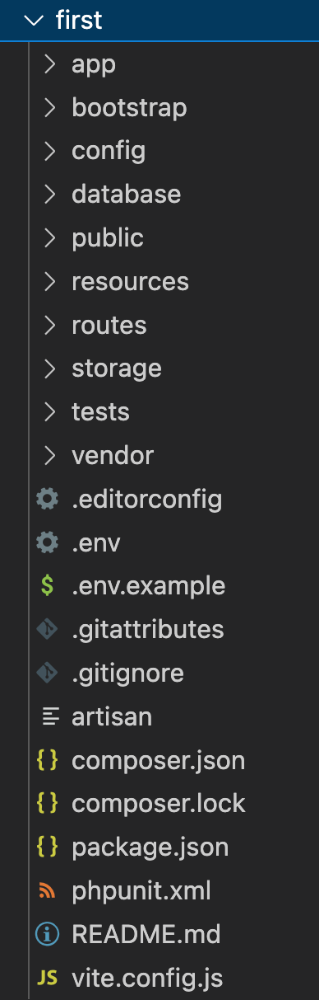 first
app
bootstrap
config
database
public
resources
routes
storage
tests
vendor
.editorconfig
.env
$ .env.example
.gitattributes
.gitignore
artisan
{ } composer.json
{ } composer.lock
{ } package.json
phpunit.xml
README.md
JS vite.config.js